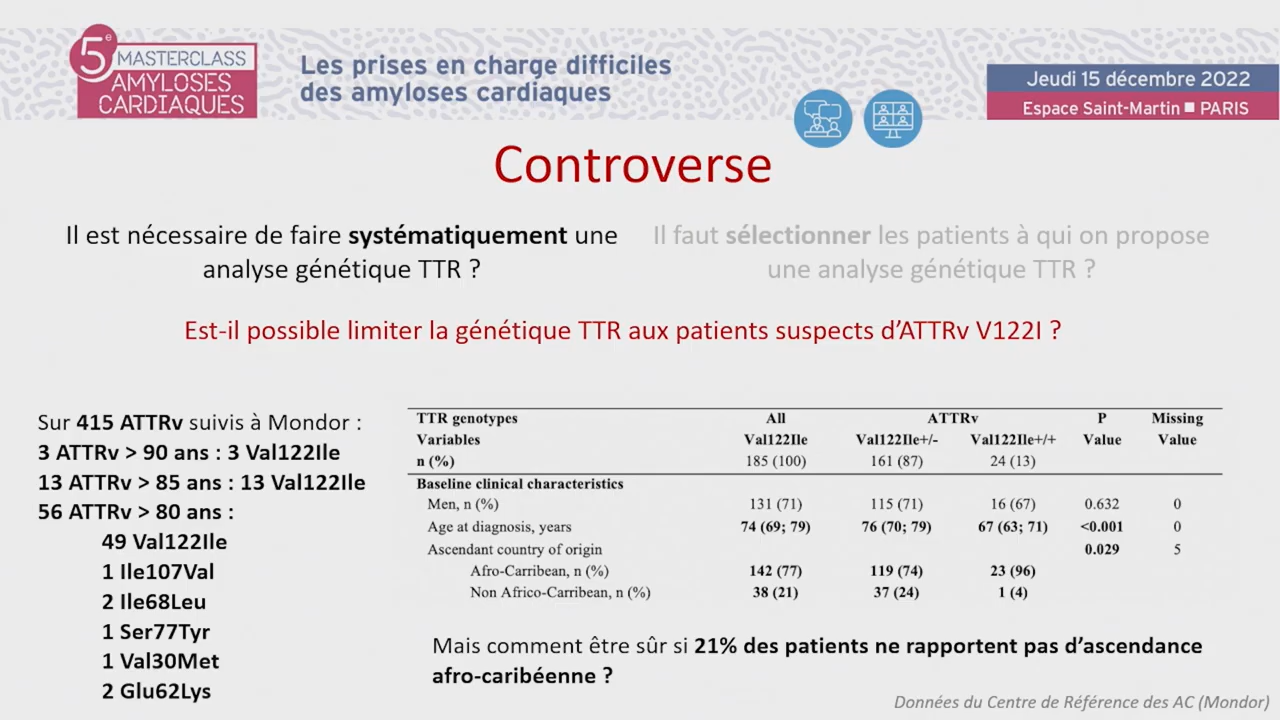 5e
MASTERCLASS
AMYLOSES
CARDIAQUES
Les prises en charge difficiles
des amyloses cardiaques
Jeudi 15 décembre 2022
Espace Saint-Martin ■ PARIS
Controverse
Il est nécessaire de faire systématiquement une
analyse génétique TTR ?
Il faut sélectionner les patients à qui on propose
une analyse génétique TTR ?
Est-il possible limiter la génétique TTR aux patients suspects d’ATTRv V122I ?
Sur 415 ATTRv suivis à Mondor :
3 ATTRv > 90 ans : 3 Val122Ile
13 ATTRv > 85 ans : 13 Val122Ile
56 ATTRv > 80 ans :
49 Val122Ile
1 Ile107Val
2 Ile68Leu
1 Ser77Tyr
1 Val30Met
2 Glu62Lys
TTR genotypes All ATTRv P Missing
Variables Val122Ile Val122Ile+/- Val122Ile+/+ Value Value
n (%) 185 (100) 161 (87) 24 (13)
Baseline clinical characteristics
Men, n (%) 131 (71) 115 (71) 16 (67) 0.632 0
Age at diagnosis, years 74 (69; 79) 76 (70; 79) 67 (63; 71) <0.001 0
Ascendant country of origin 0.029 5
Afro-Carribean, n (%) 142 (77) 119 (74) 23 (96)
Non Africo-Carribean, n (%) 38 (21) 37 (24) 1 (4)
Mais comment être sûr si 21% des patients ne rapportent pas d’ascendance
afro-caribéenne ?
Données du Centre de Référence des AC (Mondor)